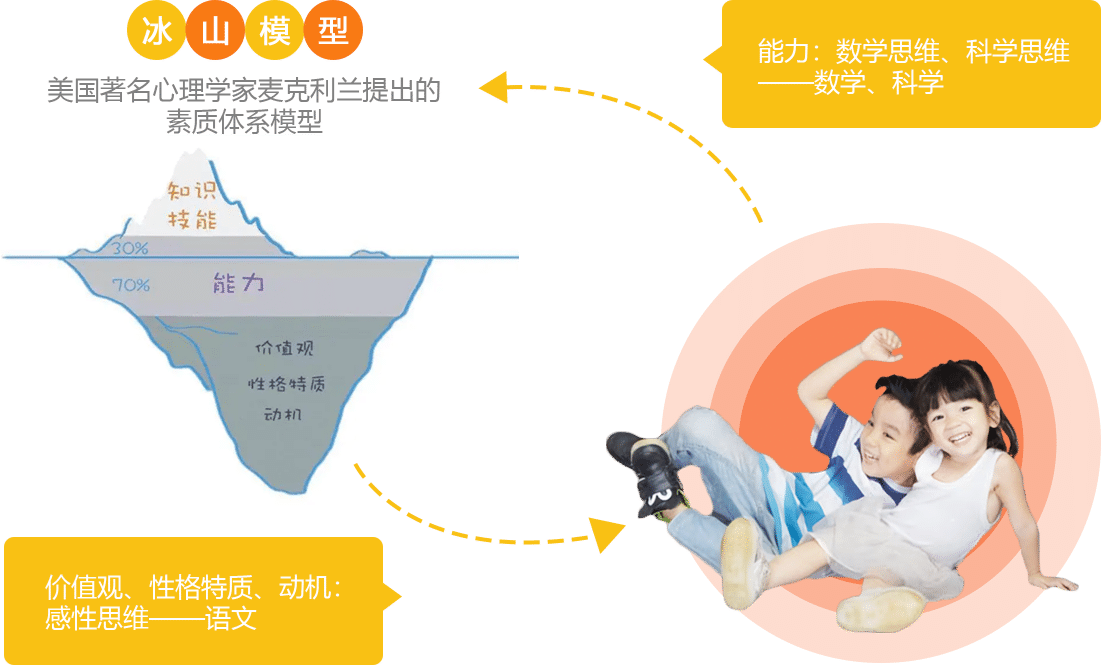 冰山模型
美国著名心理学家麦克利兰提出的
素质体系模型
能力：数学思维、科学思维
——数学、科学
知识
技能
30%
70%
能力
价值观
性格特质
动机
价值观、性格特质、动机：
感性思维——语文